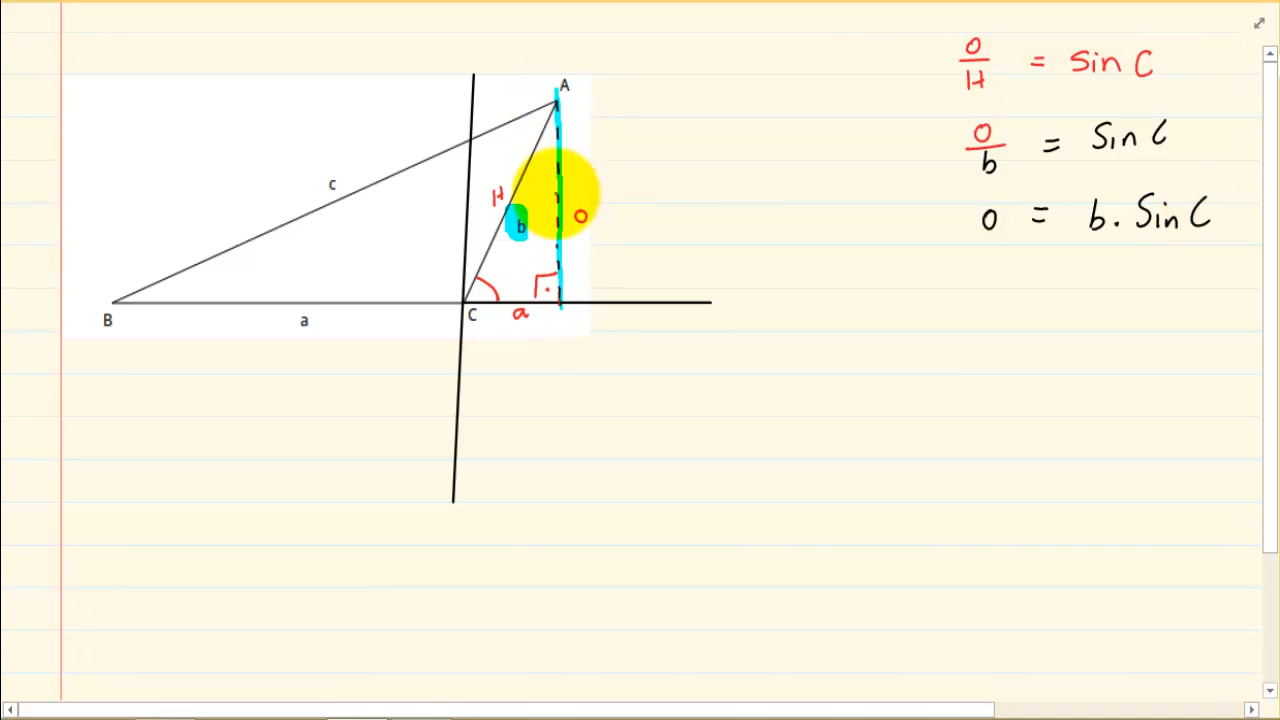 A
c
H
b
O
B
a
C
a
O/H = sin C
O/b = Sin C
O = b. Sin C